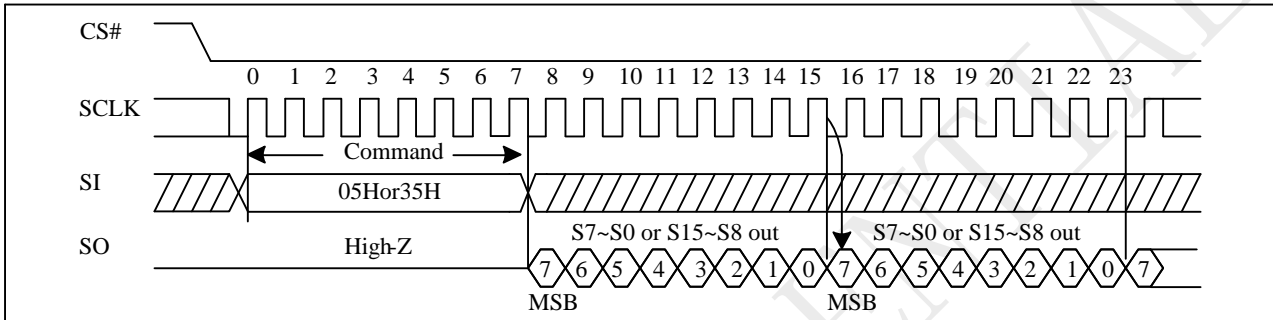 CS#
0 1 2 3 4 5 6 7 8 9 10 11 12 13 14 15 16 17 18 19 20 21 22 23
SCLK
Command
SI
05Hor35H
S7~S0 or S15~S8 out S7~S0 or S15~S8 out
SO
High-Z
7 6 5 4 3 2 1 0 7 6 5 4 3 2 1 0 7
MSB MSB